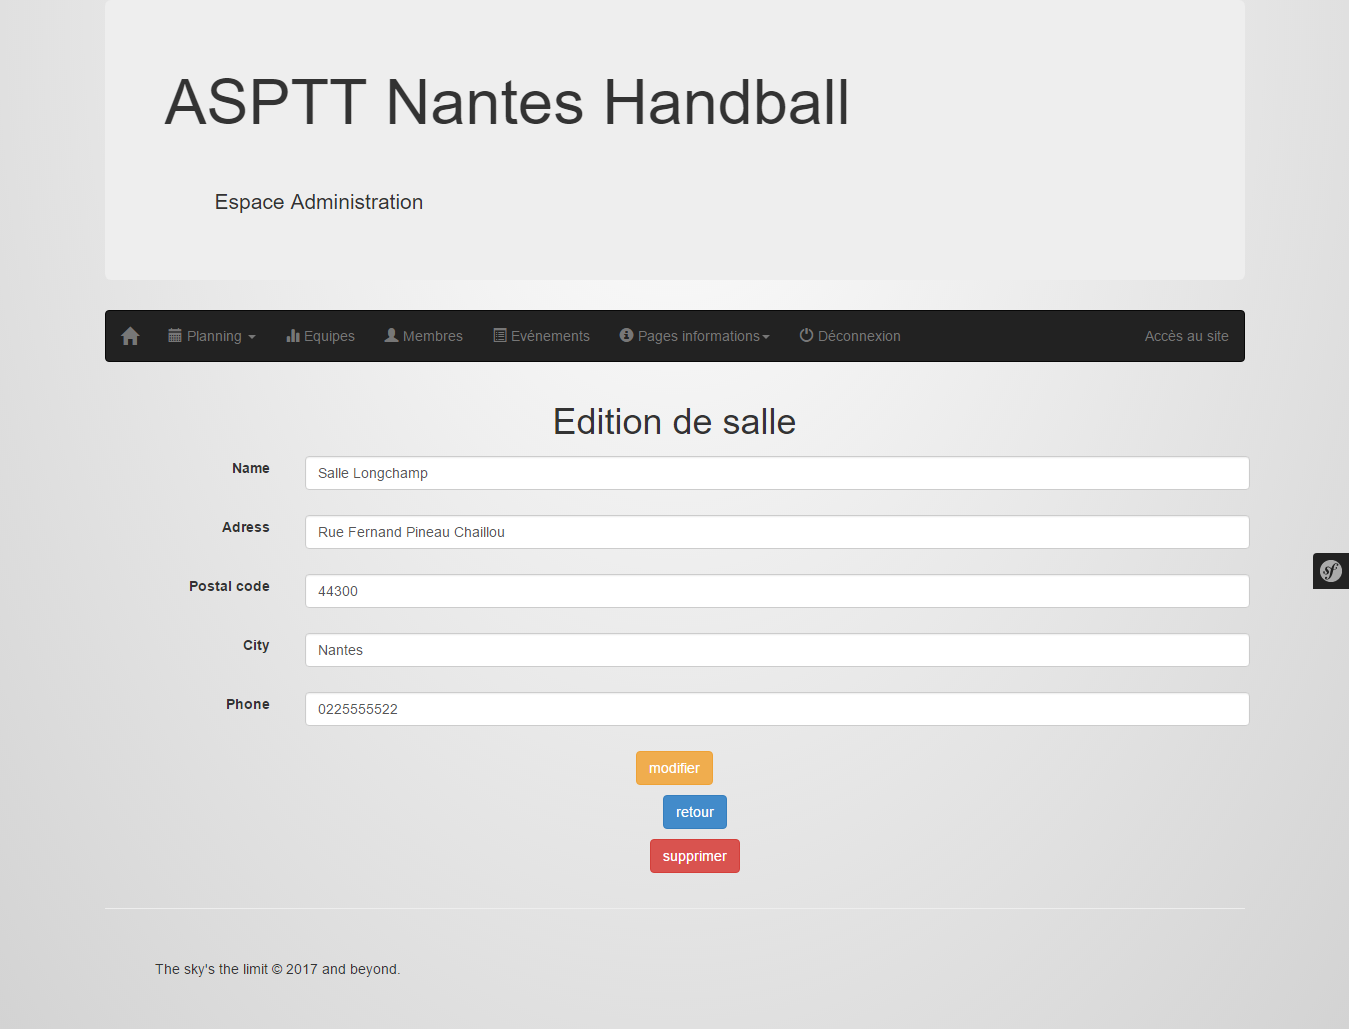 ASPTT Nantes Handball
Espace Administration
Planning Equipes Membres Evénements Pages informations Déconnexion Accès au site
Edition de salle
Name Salle Longchamp
Adress Rue Fernand Pineau Chaillou
Postal code 44300
City Nantes
Phone 0225555522
modifier
retour
supprimer
The sky's the limit © 2017 and beyond.
sf